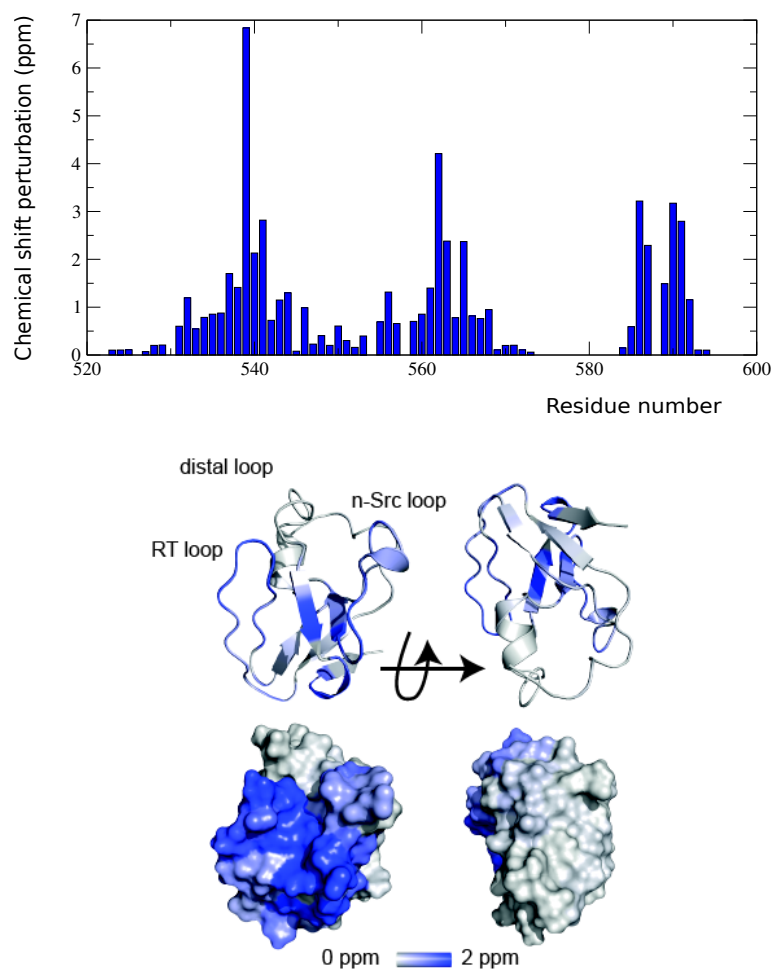 Chemical shift perturbation (ppm)
7
6
5
4
3
2
1
0
520
540
560
580
600
Residue number
distal loop
n-Src loop
RT loop
0 ppm
2 ppm